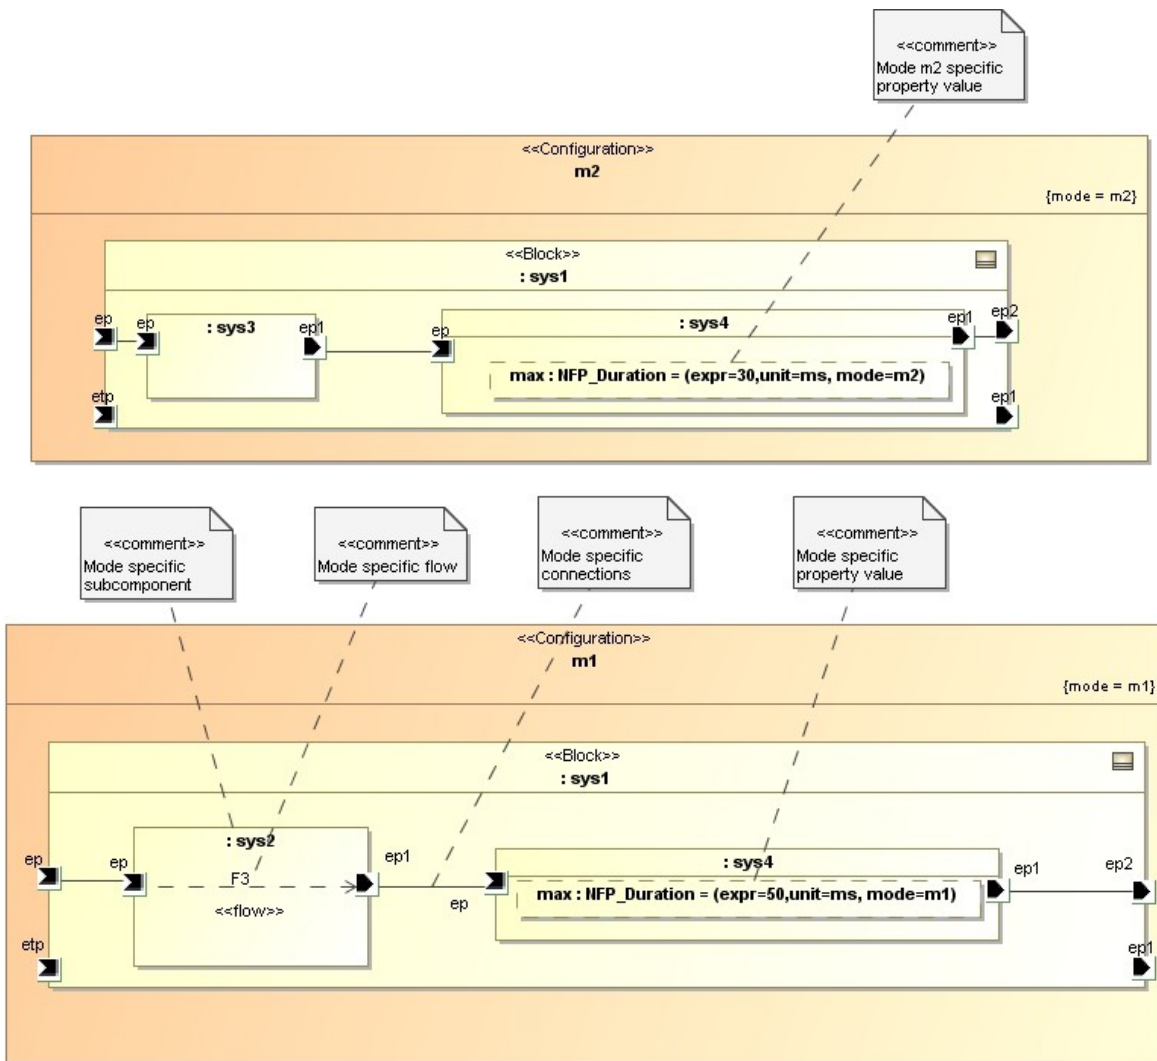 <<comment>>
Mode m2 specific
property value
<<Configuration>>
m2
{mode = m2}
<<Block>>
: sys1
ep
ep
: sys3
ep1
ep
: sys4
ep1
ep2
max : NFP_Duration = (expr=30,unit=ms, mode=m2)
etp
ep1
<<comment>>
Mode specific
subcomponent
<<comment>>
Mode specific flow
<<comment>>
Mode specific
connections
<<comment>>
Mode specific
property value
<<Configuration>>
m1
{mode = m1}
<<Block>>
: sys1
ep
ep
: sys2
F3
<<flow>>
ep1
ep
: sys4
max : NFP_Duration = (expr=50,unit=ms, mode=m1)
ep1
ep2
etp
ep1